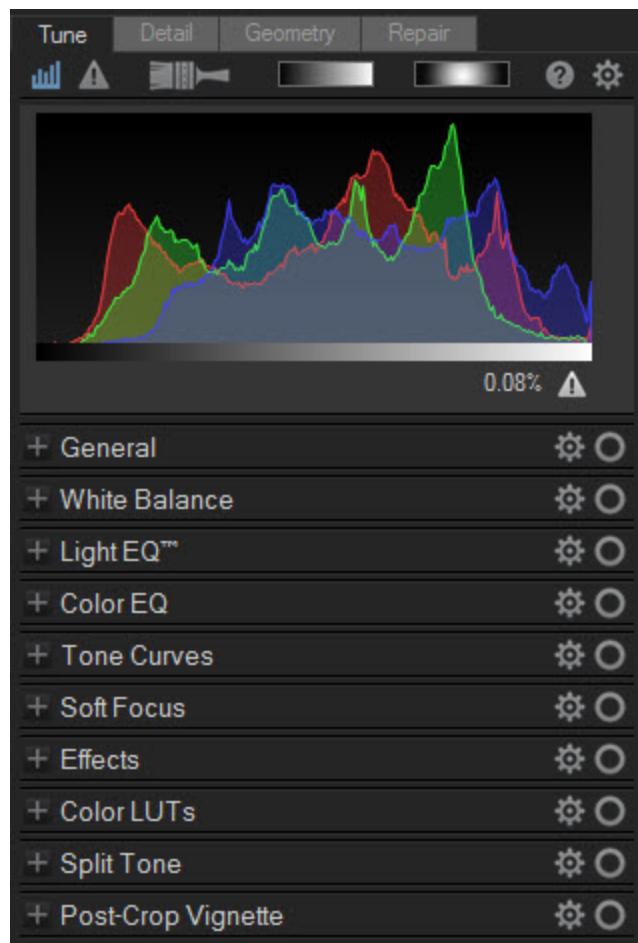 Tune Detail Geometry Repair
0.08%
General
White Balance
Light EQ™
Color EQ
Tone Curves
Soft Focus
Effects
Color LUTs
Split Tone
Post-Crop Vignette